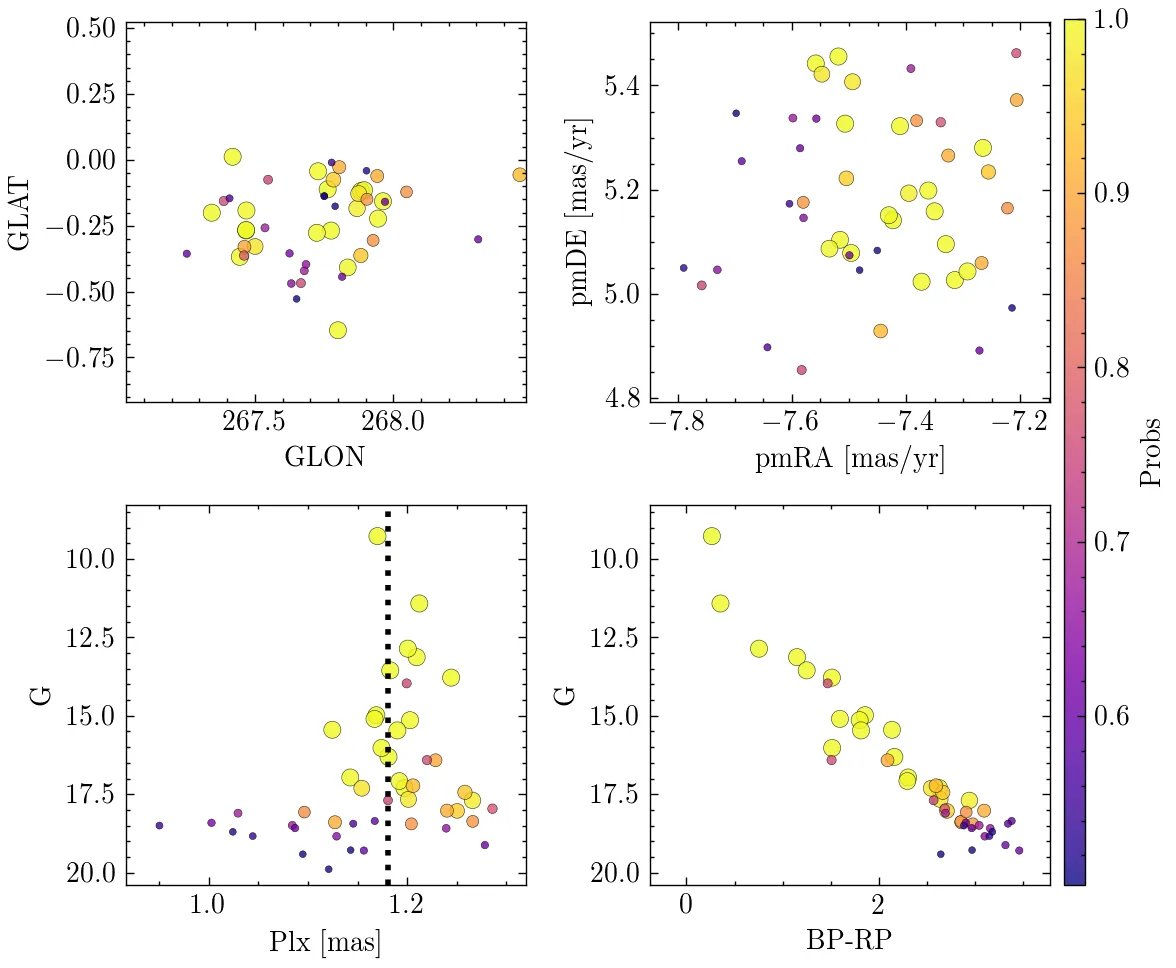 0.50
0.25
0.00
−0.25
−0.50
−0.75
GLAT
267.5 268.0
GLON
5.4
5.2
5.0
4.8
pmDE [mas/yr]
−7.8 −7.6 −7.4 −7.2
pmRA [mas/yr]
1.0
0.9
0.8
0.7
0.6
Probs
10.0
12.5
15.0
17.5
20.0
G
1.0 1.2
Plx [mas]
10.0
12.5
15.0
17.5
20.0
G
0 2
BP-RP